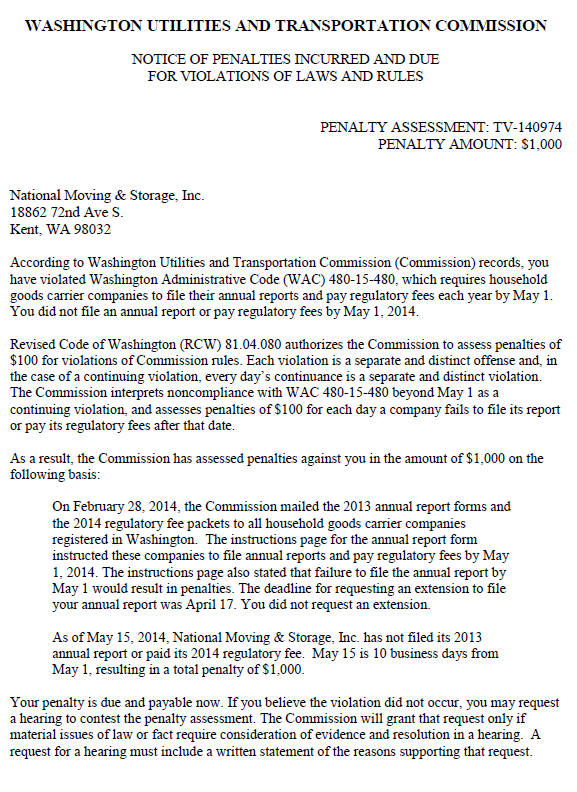 WASHINGTON UTILITIES AND TRANSPORTATION COMMISSION
NOTICE OF PENALTIES INCURRED AND DUE
FOR VIOLATIONS OF LAWS AND RULES
PENALTY ASSESSMENT: TV-140974
PENALTY AMOUNT: $1,000
National Moving & Storage, Inc.
18862 72nd Ave S.
Kent, WA 98032
According to Washington Utilities and Transportation Commission (Commission) records, you
have violated Washington Administrative Code (WAC) 480-15-480, which requires household
goods carrier companies to file their annual reports and pay regulatory fees each year by May 1.
You did not file an annual report or pay regulatory fees by May 1, 2014.
Revised Code of Washington (RCW) 81.04.080 authorizes the Commission to assess penalties of
$100 for violations of Commission rules. Each violation is a separate and distinct offense and, in
the case of a continuing violation, every day's continuance is a separate and distinct violation.
The Commission interprets noncompliance with WAC 480-15-480 beyond May 1 as a
continuing violation, and assesses penalties of $100 for each day a company fails to file its report
or pay its regulatory fees after that date.
As a result, the Commission has assessed penalties against you in the amount of $1,000 on the
following basis:
On February 28, 2014, the Commission mailed the 2013 annual report forms and
the 2014 regulatory fee packets to all household goods carrier companies
registered in Washington. The instructions page for the annual report form
instructed these companies to file annual reports and pay regulatory fees by May
1, 2014. The instructions page also stated that failure to file the annual report by
May 1 would result in penalties. The deadline for requesting an extension to file
your annual report was April 17. You did not request an extension.
As of May 15, 2014, National Moving & Storage, Inc. has not filed its 2013
annual report or paid its 2014 regulatory fee. May 15 is 10 business days from
May 1, resulting in a total penalty of $1,000.
Your penalty is due and payable now. If you believe the violation did not occur, you may request
a hearing to contest the penalty assessment. The Commission will grant that request only if
material issues of law or fact require consideration of evidence and resolution in a hearing. A
request for a hearing must include a written statement of the reasons supporting that request.